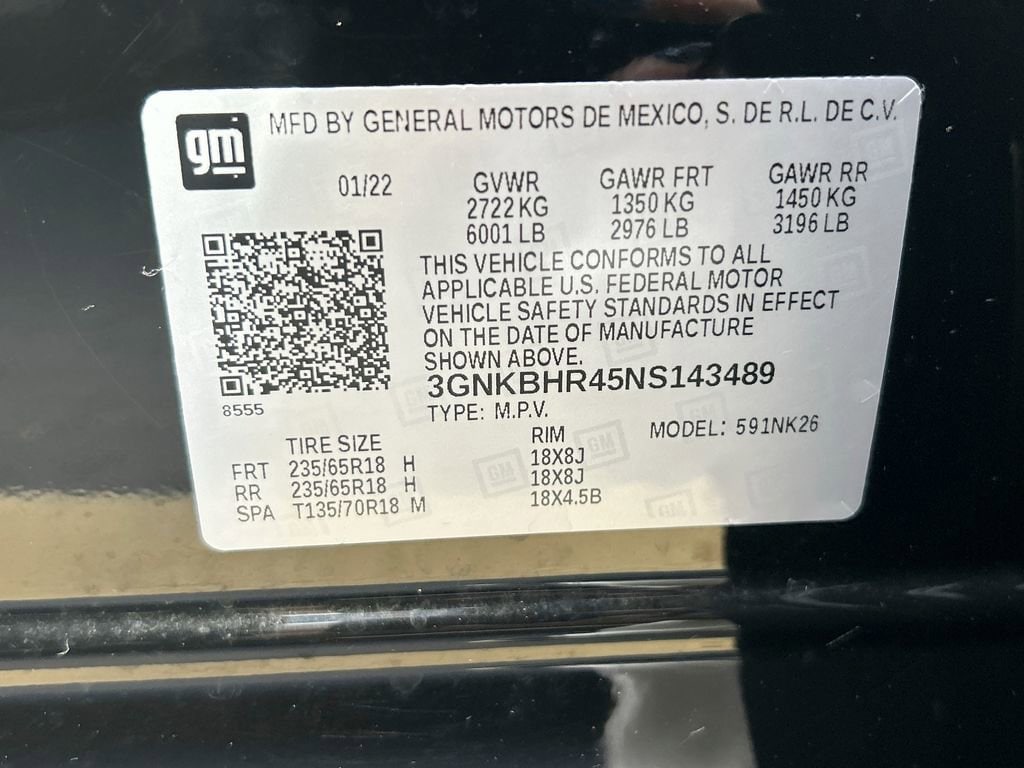 gm
MFD BY GENERAL MOTORS DE MEXICO, S. DE R.L. DE C.V.
01/22 GVWR GAWR FRT GAWR RR
2722 KG 1350 KG 1450 KG
6001 LB 2976 LB 3196 LB
THIS VEHICLE CONFORMS TO ALL
APPLICABLE U.S. FEDERAL MOTOR
VEHICLE SAFETY STANDARDS IN EFFECT
ON THE DATE OF MANUFACTURE
SHOWN ABOVE.
3GNKBHR45NS143489
8555
TYPE: M.P.V. MODEL: 591NK26
TIRE SIZE RIM
FRT 235/65R18 H 18X8J
RR 235/65R18 H 18X8J
SPA T135/70R18 M 18X4.5B
GM
GM
GM